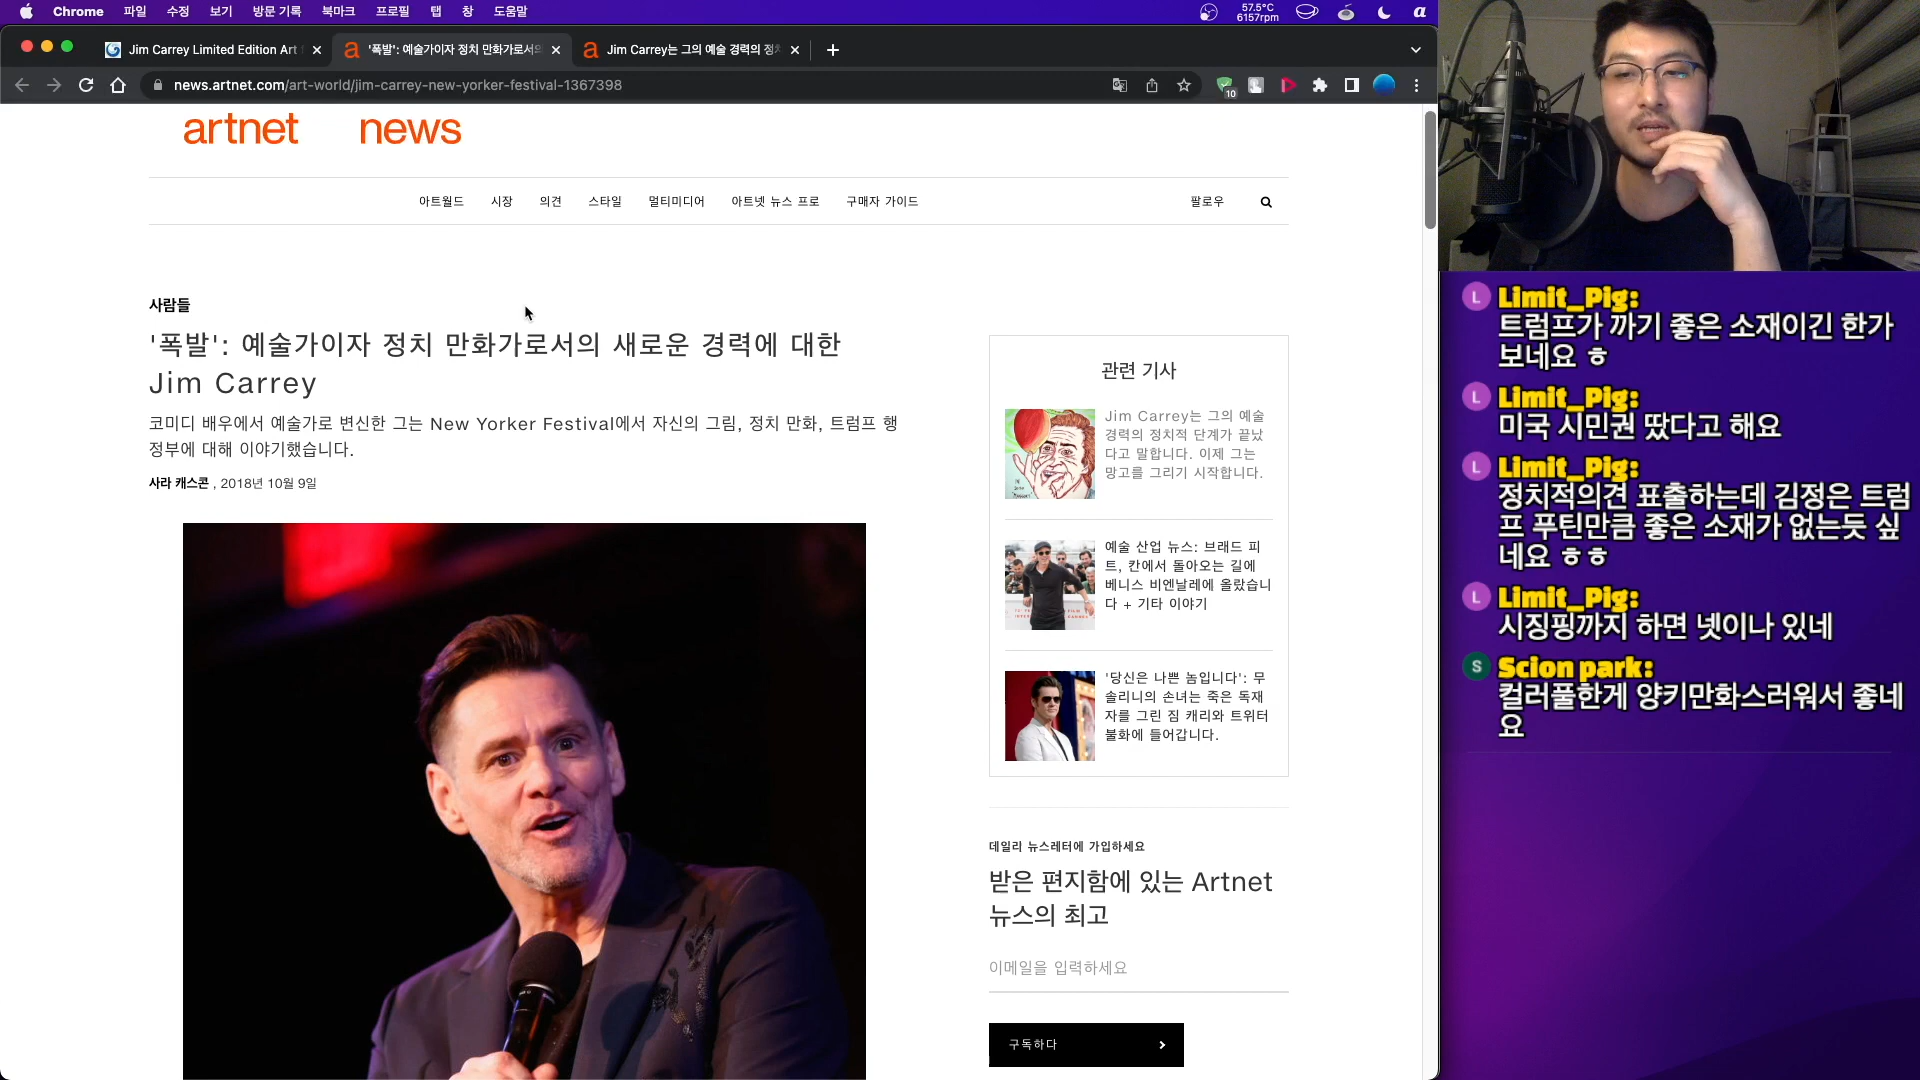 Chrome 파일 수정 보기 방문 기록 북마크 프로필 탭 창 도움말
57.5°C
6157rpm
Jim Carrey Limited Edition Art
'폭발': 예술가이자 정치 만화가로서의
Jim Carrey는 그의 예술 경력의 정치
news.artnet.com/art-world/jim-carrey-new-yorker-festival-1367398
10
artnet news
아트월드 시장 의견 스타일 멀티미디어 아트넷 뉴스 프로 구매자 가이드 팔로우
사람들
'폭발': 예술가이자 정치 만화가로서의 새로운 경력에 대한
Jim Carrey
코미디 배우에서 예술가로 변신한 그는 New Yorker Festival에서 자신의 그림, 정치 만화, 트럼프 행
정부에 대해 이야기했습니다.
사라 캐스콘 , 2018년 10월 9일
관련 기사
Jim Carrey는 그의 예술
경력의 정치적 단계가 끝났
다고 말합니다. 이제 그는
망고를 그리기 시작합니다.
예술 산업 뉴스: 브래드 피
트, 칸에서 돌아오는 길에
베니스 비엔날레에 올랐습니
다 + 기타 이야기
'당신은 나쁜 놈입니다': 무
솔리니의 손녀는 죽은 독재
자를 그린 짐 캐리와 트위터
불화에 들어갑니다.
데일리 뉴스레터에 가입하세요
받은 편지함에 있는 Artnet
뉴스의 최고
이메일을 입력하세요
구독하다
L Limit_Pig:
트럼프가 까기 좋은 소재이긴 한가
보네요 ㅎ
L Limit_Pig:
미국 시민권 땄다고 해요
L Limit_Pig:
정치적의견 표출하는데 김정은 트럼
프 푸틴만큼 좋은 소재가 없는듯 싶
네요 ㅎㅎ
L Limit_Pig:
시징핑까지 하면 넷이나 있네
S Scion park:
컬러풀한게 양키만화스러워서 좋네
요